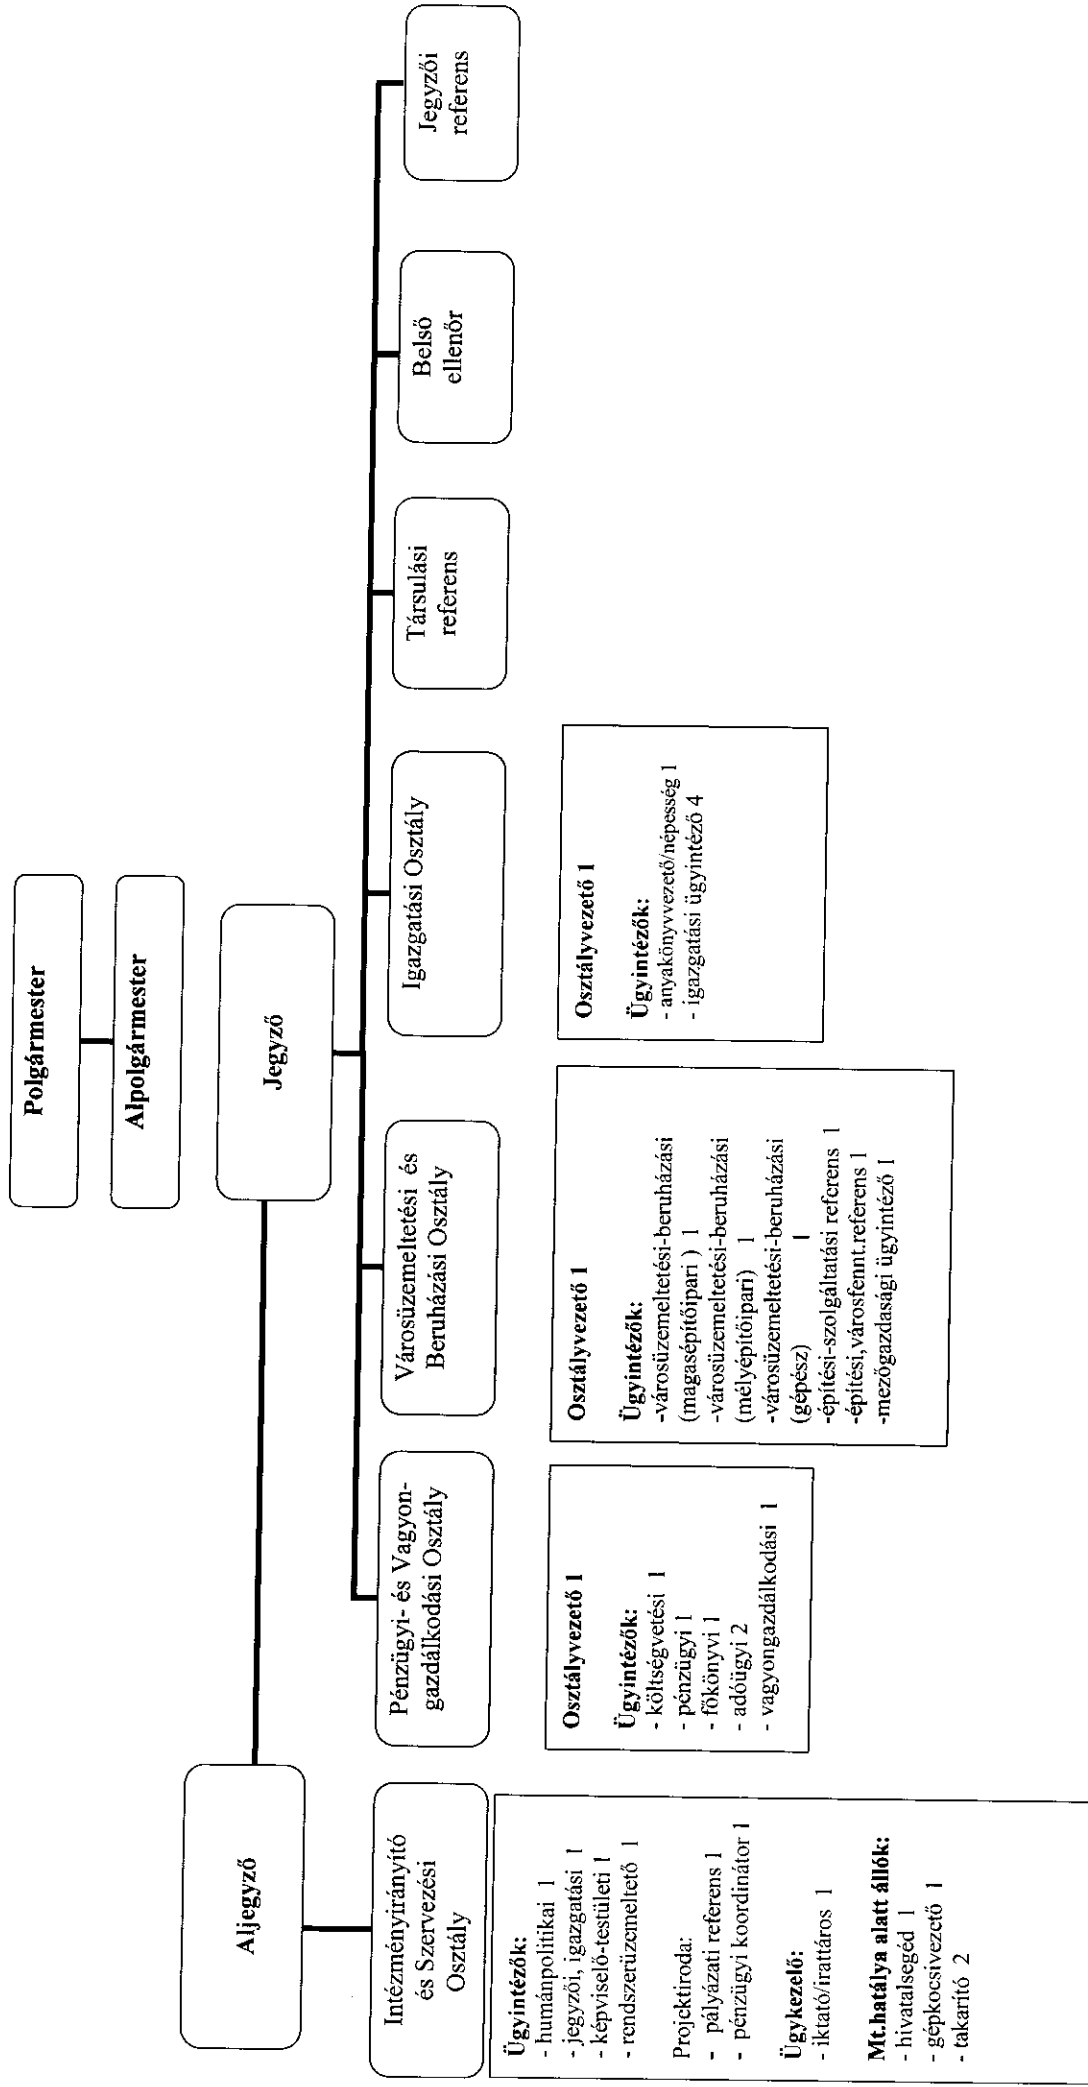 Polgármester
Alpolgármester
Jegyző
Aljegyző
Intézményirányító
és Szervezési
Osztály
Pénzügyi- és Vagyon-
gazdálkodási Osztály
Városüzemeltetési és
Beruházási Osztály
Igazgatási Osztály
Társulási
referens
Belső
ellenőr
Jegyzői
referens
Ügyintézők:
- humánpolitikai 1
- jegyzői, igazgatási 1
- képviselő-testületi 1
- rendszerüzemeltető 1
Projektiroda:
- pályázati referens 1
- pénzügyi koordinátor 1
Ügykezelő:
- iktató/irattáros 1
Mt.hatálya alatt állók:
- hivatalsegéd 1
- gépkocsivezető 1
- takarító 2
Osztályvezető 1
Ügyintézők:
- költségvetési 1
- pénzügyi 1
- főkönyvi 1
- adóügyi 2
- vagyongazdálkodási 1
Osztályvezető 1
Ügyintézők:
-városüzemeltetési-beruházási
(magasépítőipari ) 1
-városüzemeltetési-beruházási
(mélyépítőipari) 1
-városüzemeltetési-beruházási
(gépész) 1
-építési-szolgáltatási referens 1
-építési,városfennt.referens 1
-mezőgazdasági ügyintéző 1
Osztályvezető 1
Ügyintézők:
- anyakönyvvezető/népesség 1
- igazgatási ügyintéző 4